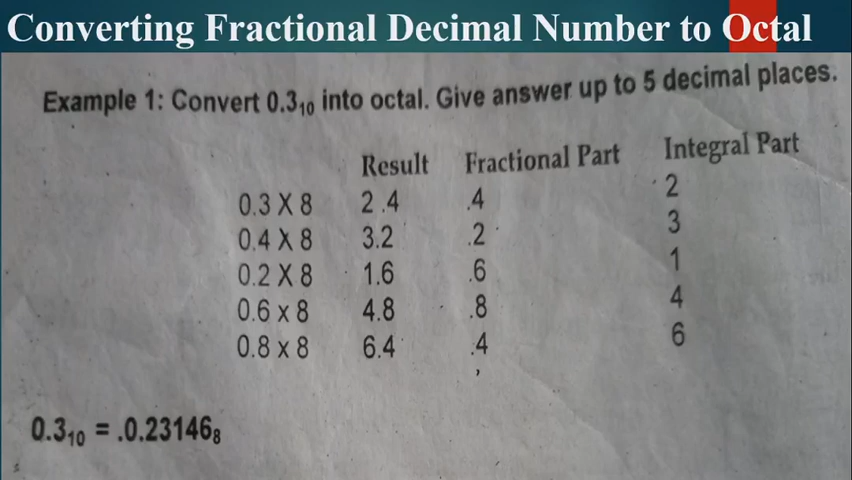 Converting Fractional Decimal Number to Octal
Example 1: Convert 0.3₁₀ into octal. Give answer up to 5 decimal places.
Result Fractional Part Integral Part
0.3 X 8 2.4 .4 2
0.4 X 8 3.2 .2 3
0.2 X 8 1.6 .6 1
0.6 x 8 4.8 .8 4
0.8 x 8 6.4 .4 6
0.3₁₀ = .0.23146₈